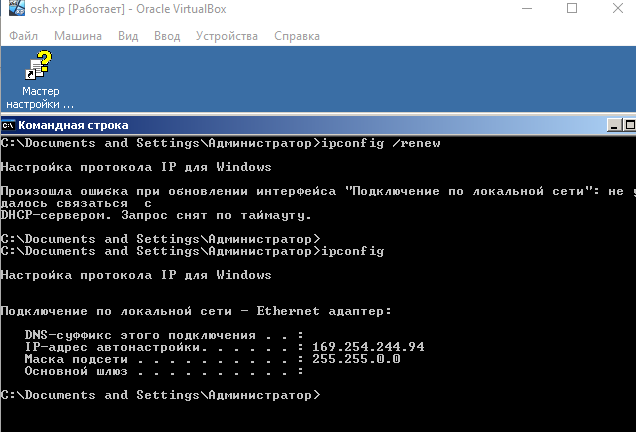 osh.xp [Работает] - Oracle VirtualBox
Файл Машина Вид Ввод Устройства Справка
Мастер
настройки ...
C:\ Командная строка
C:\Documents and Settings\Администратор>ipconfig /renew
Настройка протокола IP для Windows
Произошла ошибка при обновлении интерфейса "Подключение по локальной сети": не у
далось связаться с
DHCP-сервером. Запрос снят по таймауту.
C:\Documents and Settings\Администратор>
C:\Documents and Settings\Администратор>ipconfig
Настройка протокола IP для Windows
Подключение по локальной сети - Ethernet адаптер:
DNS-суффикс этого подключения . . :
IP-адрес автонастройки. . . . . . : 169.254.244.94
Маска подсети . . . . . . . . . . : 255.255.0.0
Основной шлюз . . . . . . . . . . :
C:\Documents and Settings\Администратор>